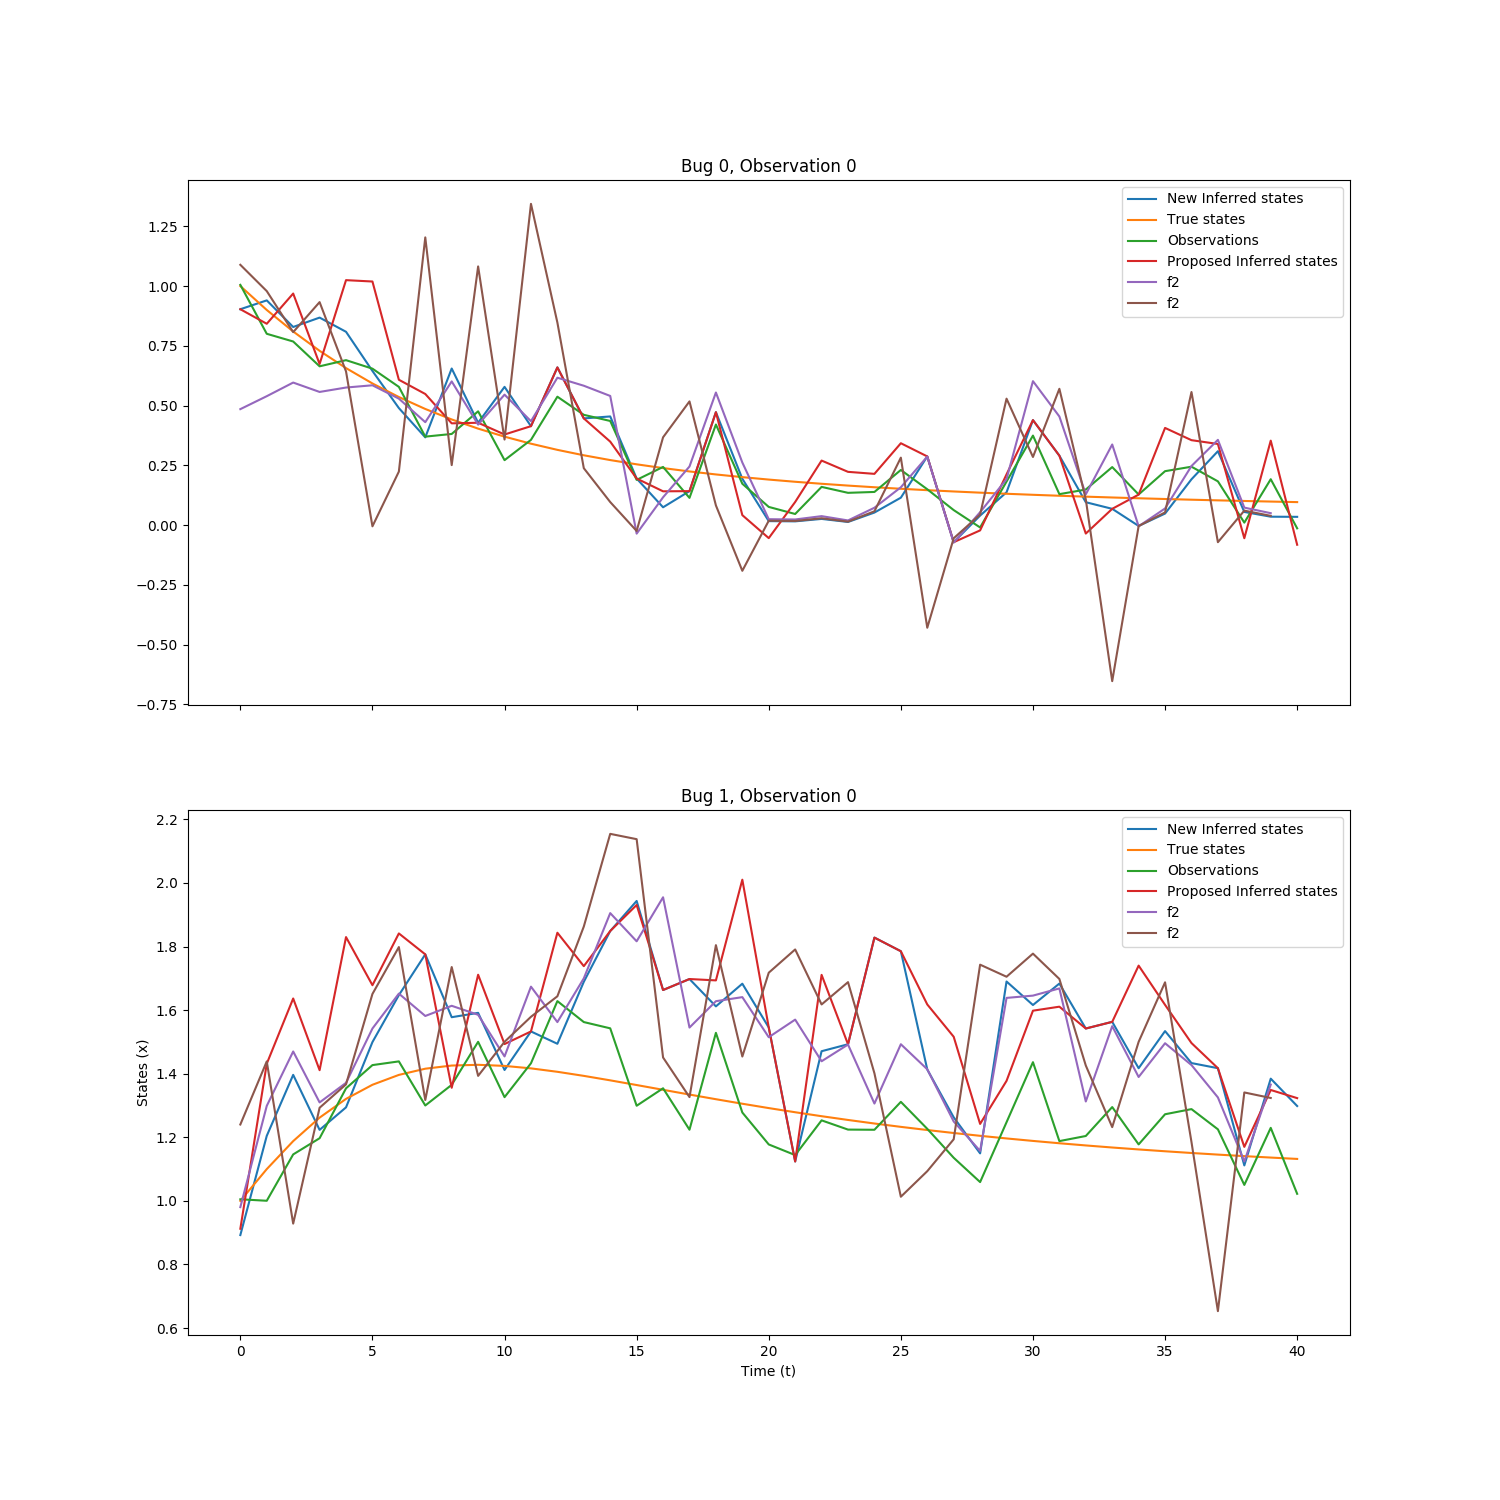 Bug 0, Observation 0
1.25
1.00
0.75
0.50
0.25
0.00
−0.25
−0.50
−0.75
New Inferred states
True states
Observations
Proposed Inferred states
f2
f2
Bug 1, Observation 0
States (x)
2.2
2.0
1.8
1.6
1.4
1.2
1.0
0.8
0.6
New Inferred states
True states
Observations
Proposed Inferred states
f2
f2
0 5 10 15 20 25 30 35 40
Time (t)